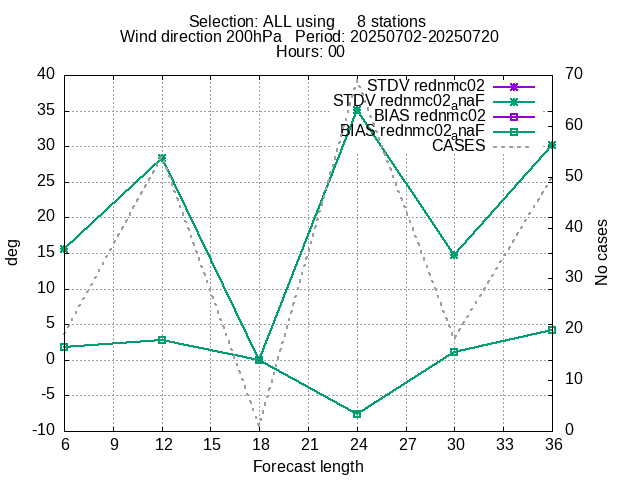 Selection: ALL using     8 stations
Wind direction 200hPa   Period: 20250702-20250720
Hours: 00
STDV rednmc02
STDV rednmc02anaF
BIAS rednmc02
BIAS rednmc02anaF
CASES
40
35
30
25
20
15
10
5
0
-5
-10
deg
70
60
50
40
30
20
10
0
No cases
6 9 12 15 18 21 24 27 30 33 36
Forecast length